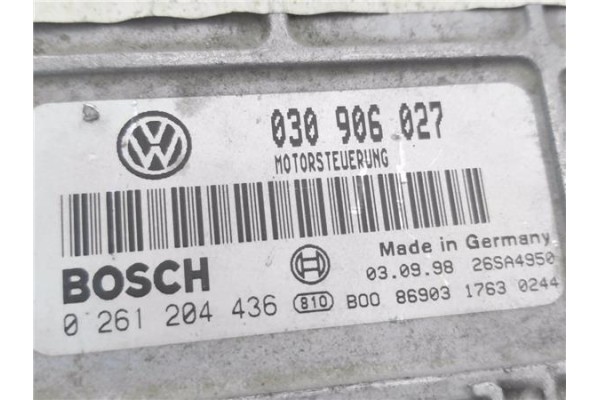 VW
030 906 027
MOTORSTEUERUNG
BOSCH
Made in Germany
03.09.98 26SA4950
0 261 204 436 810 B00 86903 1763 0244